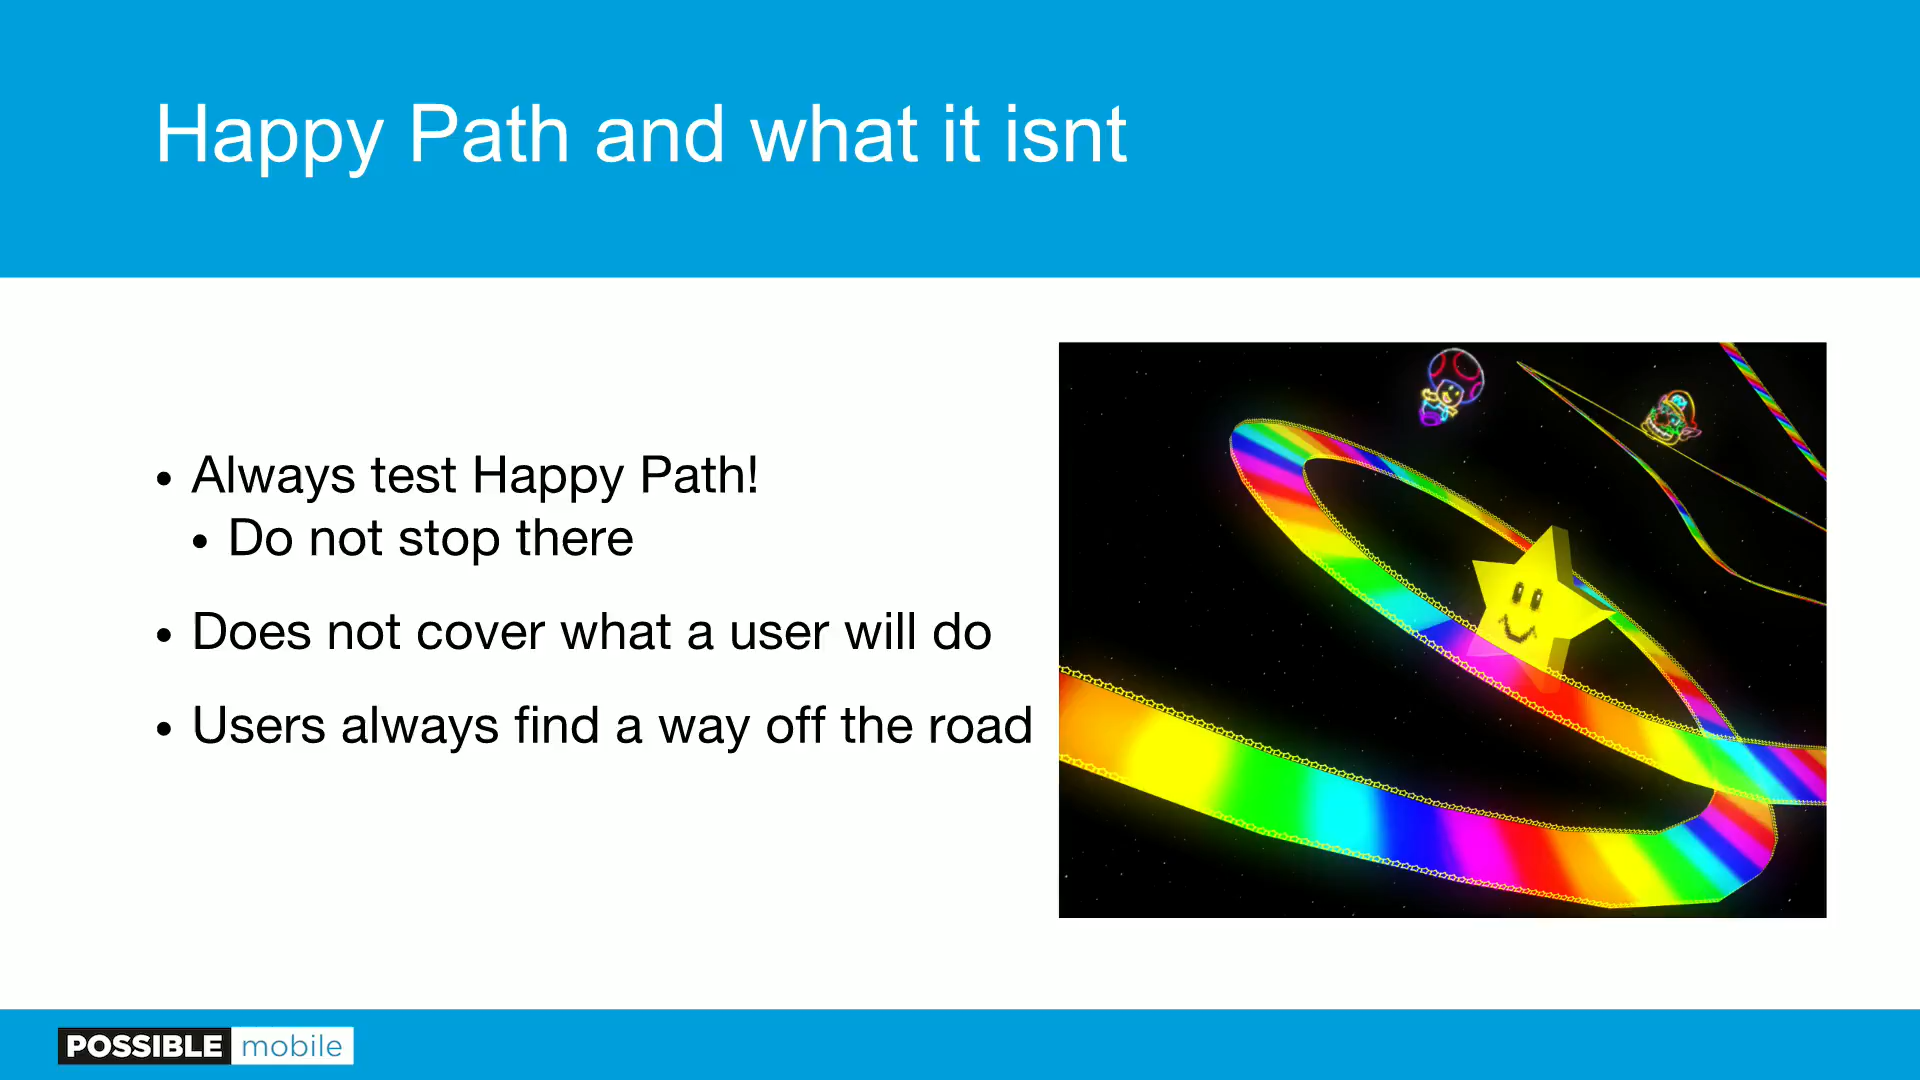 Happy Path and what it isnt
• Always test Happy Path!
• Do not stop there
• Does not cover what a user will do
• Users always find a way off the road
POSSIBLE mobile